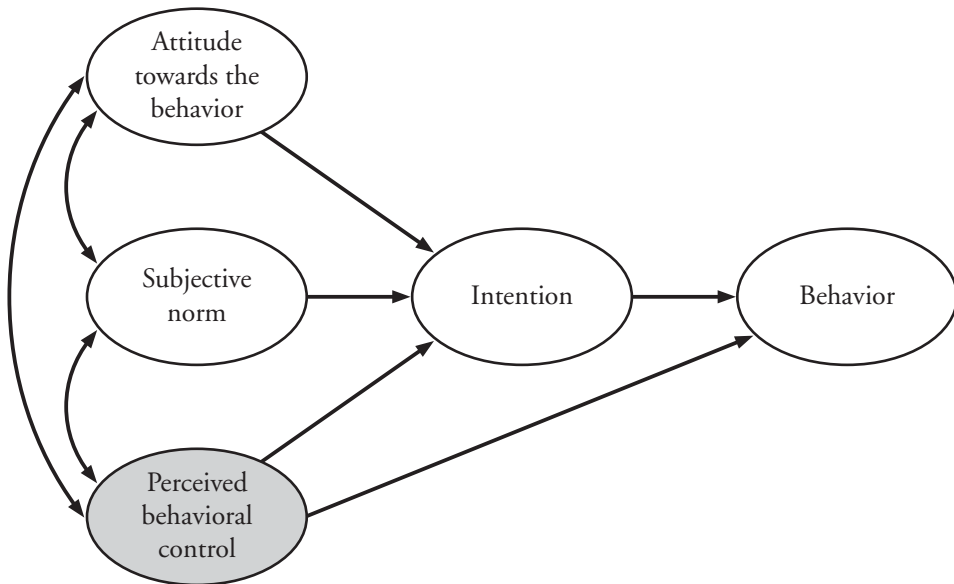 Attitude
towards the
behavior
Subjective
norm
Intention
Behavior
Perceived
behavioral
control